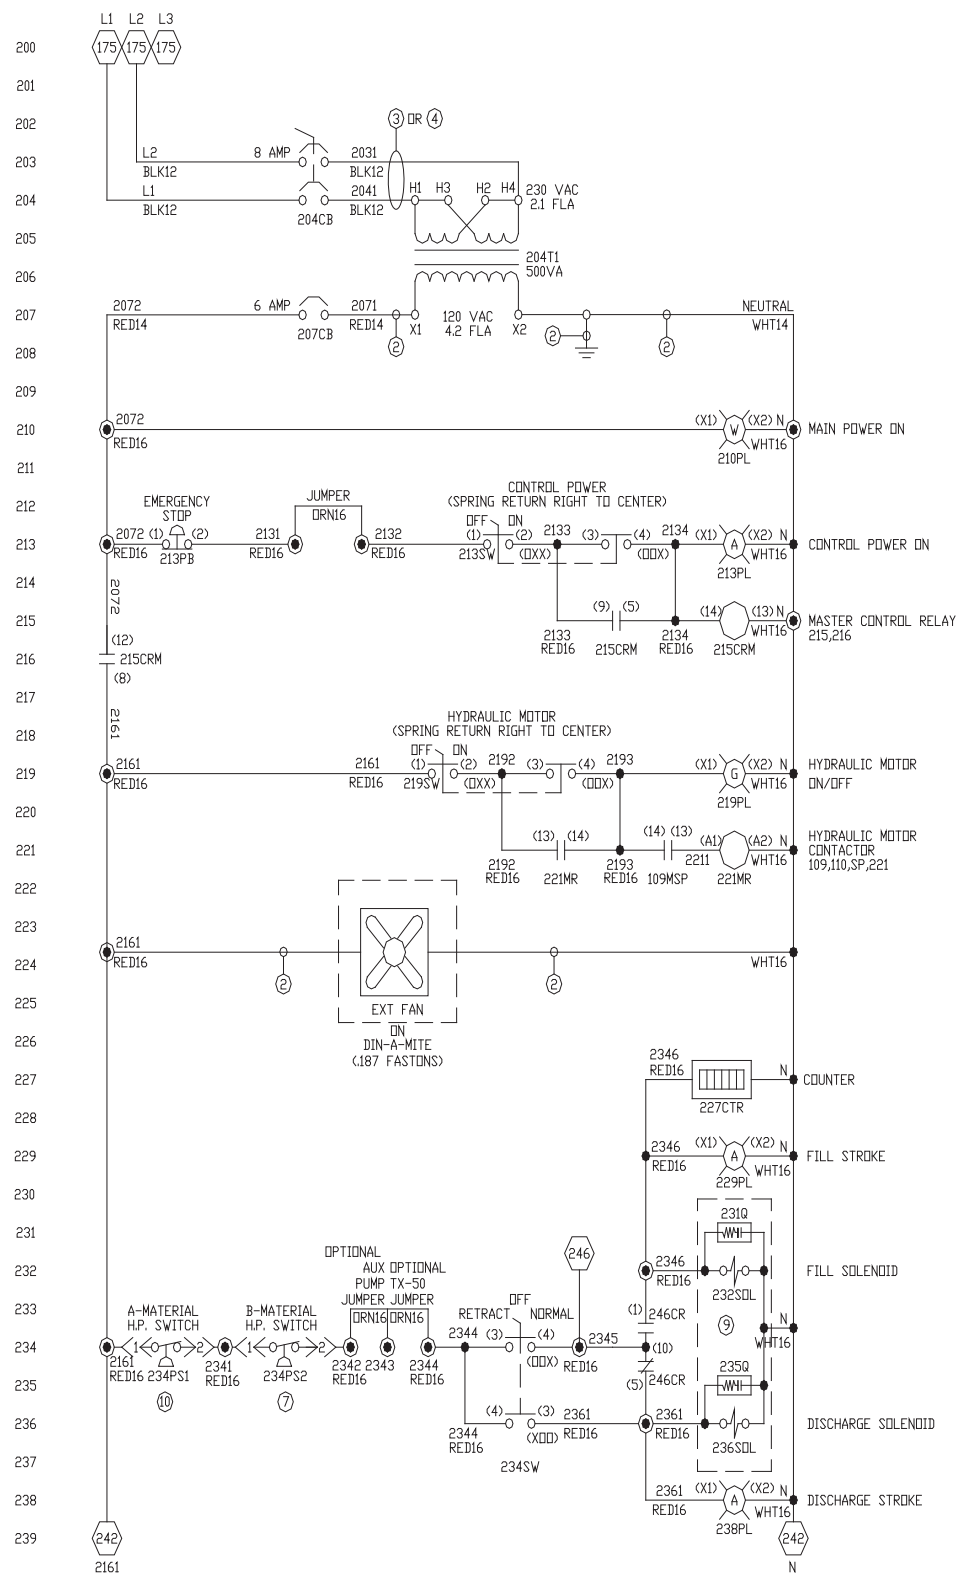 L1 L2 L3
200 175 175 175
201
202 3 OR 4
203 L2 8 AMP 2031
BLK12 BLK12
204 L1 2041 H1 H3 H2 H4 230 VAC
BLK12 204CB BLK12 2.1 FLA
205
204T1
206 500VA
207 2072 6 AMP 2071 120 VAC NEUTRAL
RED14 207CB RED14 X1 4.2 FLA X2 WHT14
208 2 2 2
209
210 2072 (X1) W (X2) N MAIN POWER ON
RED16 210PL WHT16
211
212 EMERGENCY STOP JUMPER ORN16 CONTROL POWER
(SPRING RETURN RIGHT TO CENTER)
OFF ON
213 2072 (1) (2) 2131 2132 (1) (2) 2133 (3) (4) 2134 (X1) A (X2) N CONTROL POWER ON
RED16 213PB RED16 RED16 213SW (OXX) (OOX) 213PL WHT16
214 2072
215 (9) (5) (14) (13) N MASTER CONTROL RELAY
2133 RED16 215CRM 2134 RED16 215CRM WHT16 215,216
(12)
216 215CRM
(8)
217
218 2161 HYDRAULIC MOTOR
(SPRING RETURN RIGHT TO CENTER)
OFF ON
219 2161 2161 (1) (2) 2192 (3) (4) 2193 (X1) G (X2) N HYDRAULIC MOTOR
RED16 RED16 219SW (OXX) (OOX) 219PL WHT16 ON/OFF
220
221 (13) (14) (14) (13) (A1) (A2) N HYDRAULIC MOTOR
2192 2193 2211 WHT16 CONTACTOR
RED16 221MR RED16 109MSP 221MR 109,110,SP,221
222
223
2161
224 RED16 2 2 WHT16
225 EXT FAN
226 ON
DIN-A-MITE
(.187 FASTONS)
2346
227 RED16 N COUNTER
227CTR
228
229 2346 (X1) A (X2) N FILL STROKE
RED16 229PL WHT16
230
231 231Q
OPTIONAL 246
232 AUX OPTIONAL 2346 FILL SOLENOID
PUMP TX-50 RED16 232SOL
233 A-MATERIAL B-MATERIAL JUMPER JUMPER OFF (1) 246CR 9 N
H.P. SWITCH H.P. SWITCH ORN16 ORN16 RETRACT NORMAL WHT16
234 1 2 1 2 2344 (3) (4) 2345 (10)
2161 234PS1 2341 234PS2 2342 2343 2344 (OOX) RED16
RED16 RED16 RED16 RED16
235 10 7 (5) 246CR 235Q
236 (4) (3) 2361 2361 DISCHARGE SOLENOID
2344 (XOO) RED16 RED16 236SOL
RED16
237 234SW
238 2361 (X1) A (X2) N DISCHARGE STROKE
RED16 238PL WHT16
239 242 242
2161 N